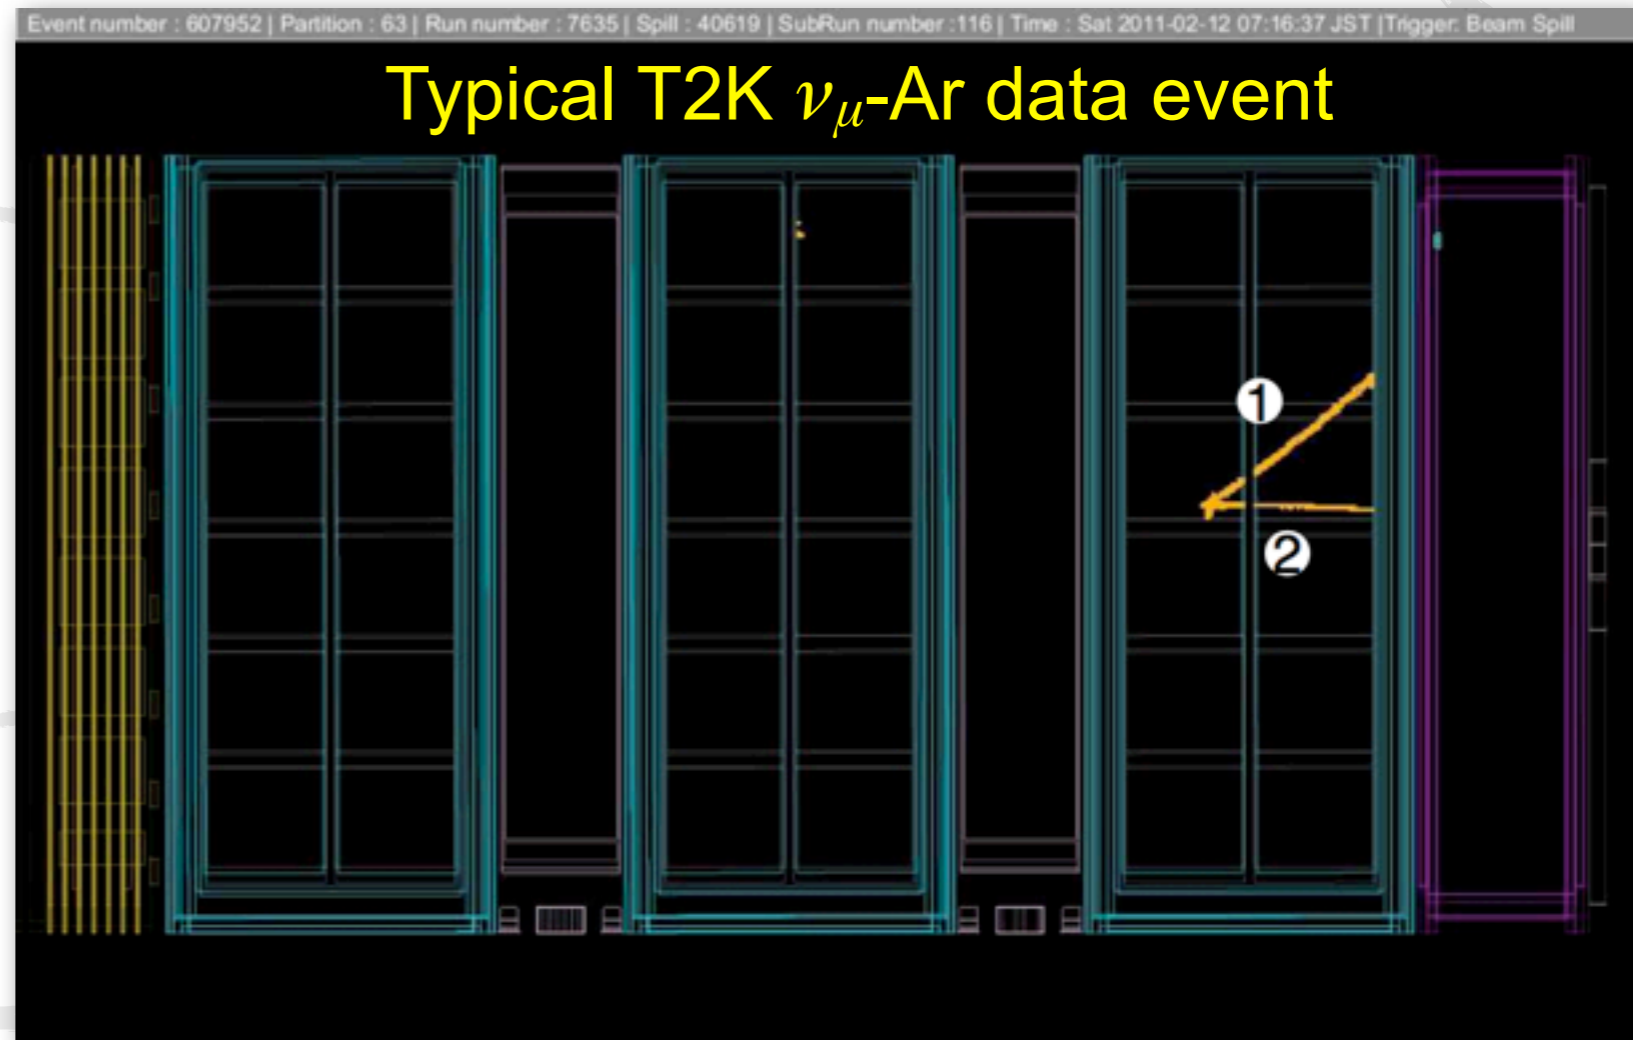 Event number : 607952 | Partition : 63 | Run number : 7635 | Spill : 40619 | SubRun number :116 | Time : Sat 2011-02-12 07:16:37 JST |Trigger: Beam Spill
Typical T2K νμ-Ar data event
1
2